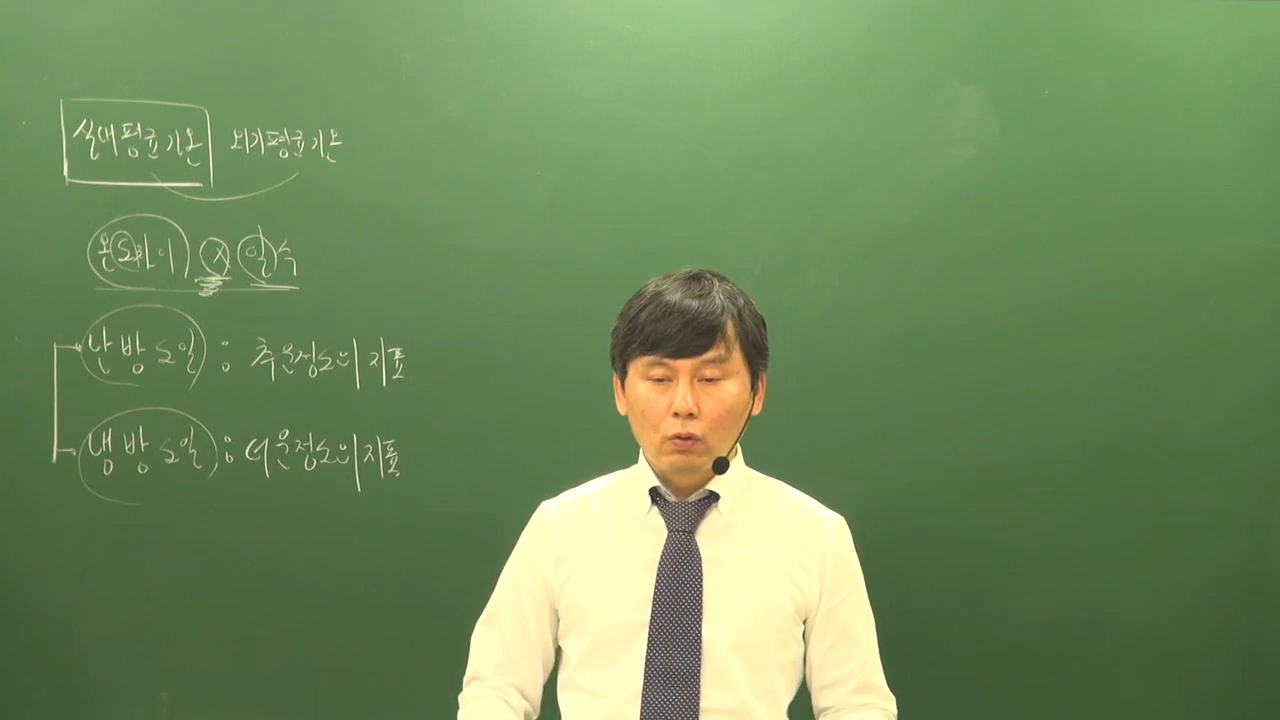 실내평균기온 외기평균기온
온도차이 × 일수
난방도일 : 추운정도의 지표
냉방도일 : 더운정도의 지표